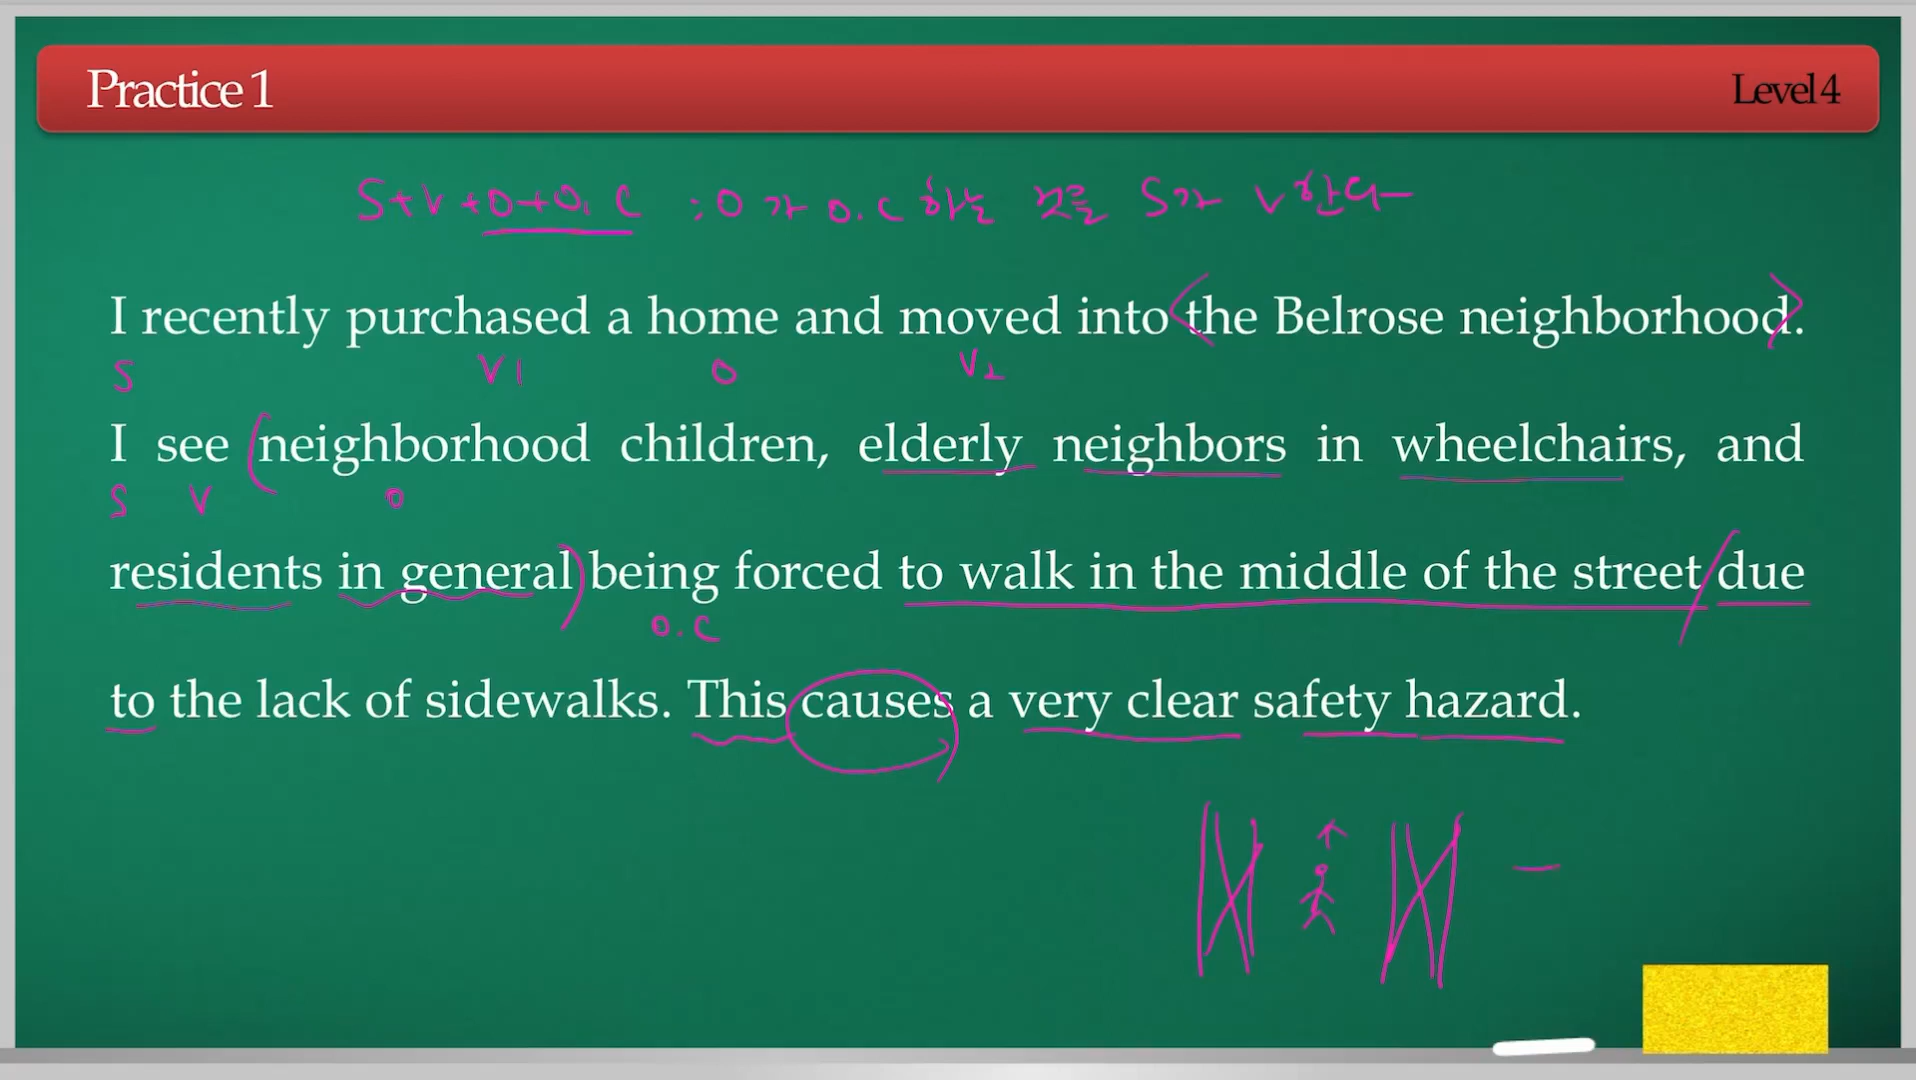 Practice 1
Level 4
S+V+O+O.C ; O가 O.C 하는 것을 S가 V한다
I recently purchased a home and moved into <the Belrose neighborhood>.
S V1 O V2
I see (neighborhood children, elderly neighbors in wheelchairs, and
S V O
residents in general) being forced to walk in the middle of the street / due
O.C
to the lack of sidewalks. This causes a very clear safety hazard.